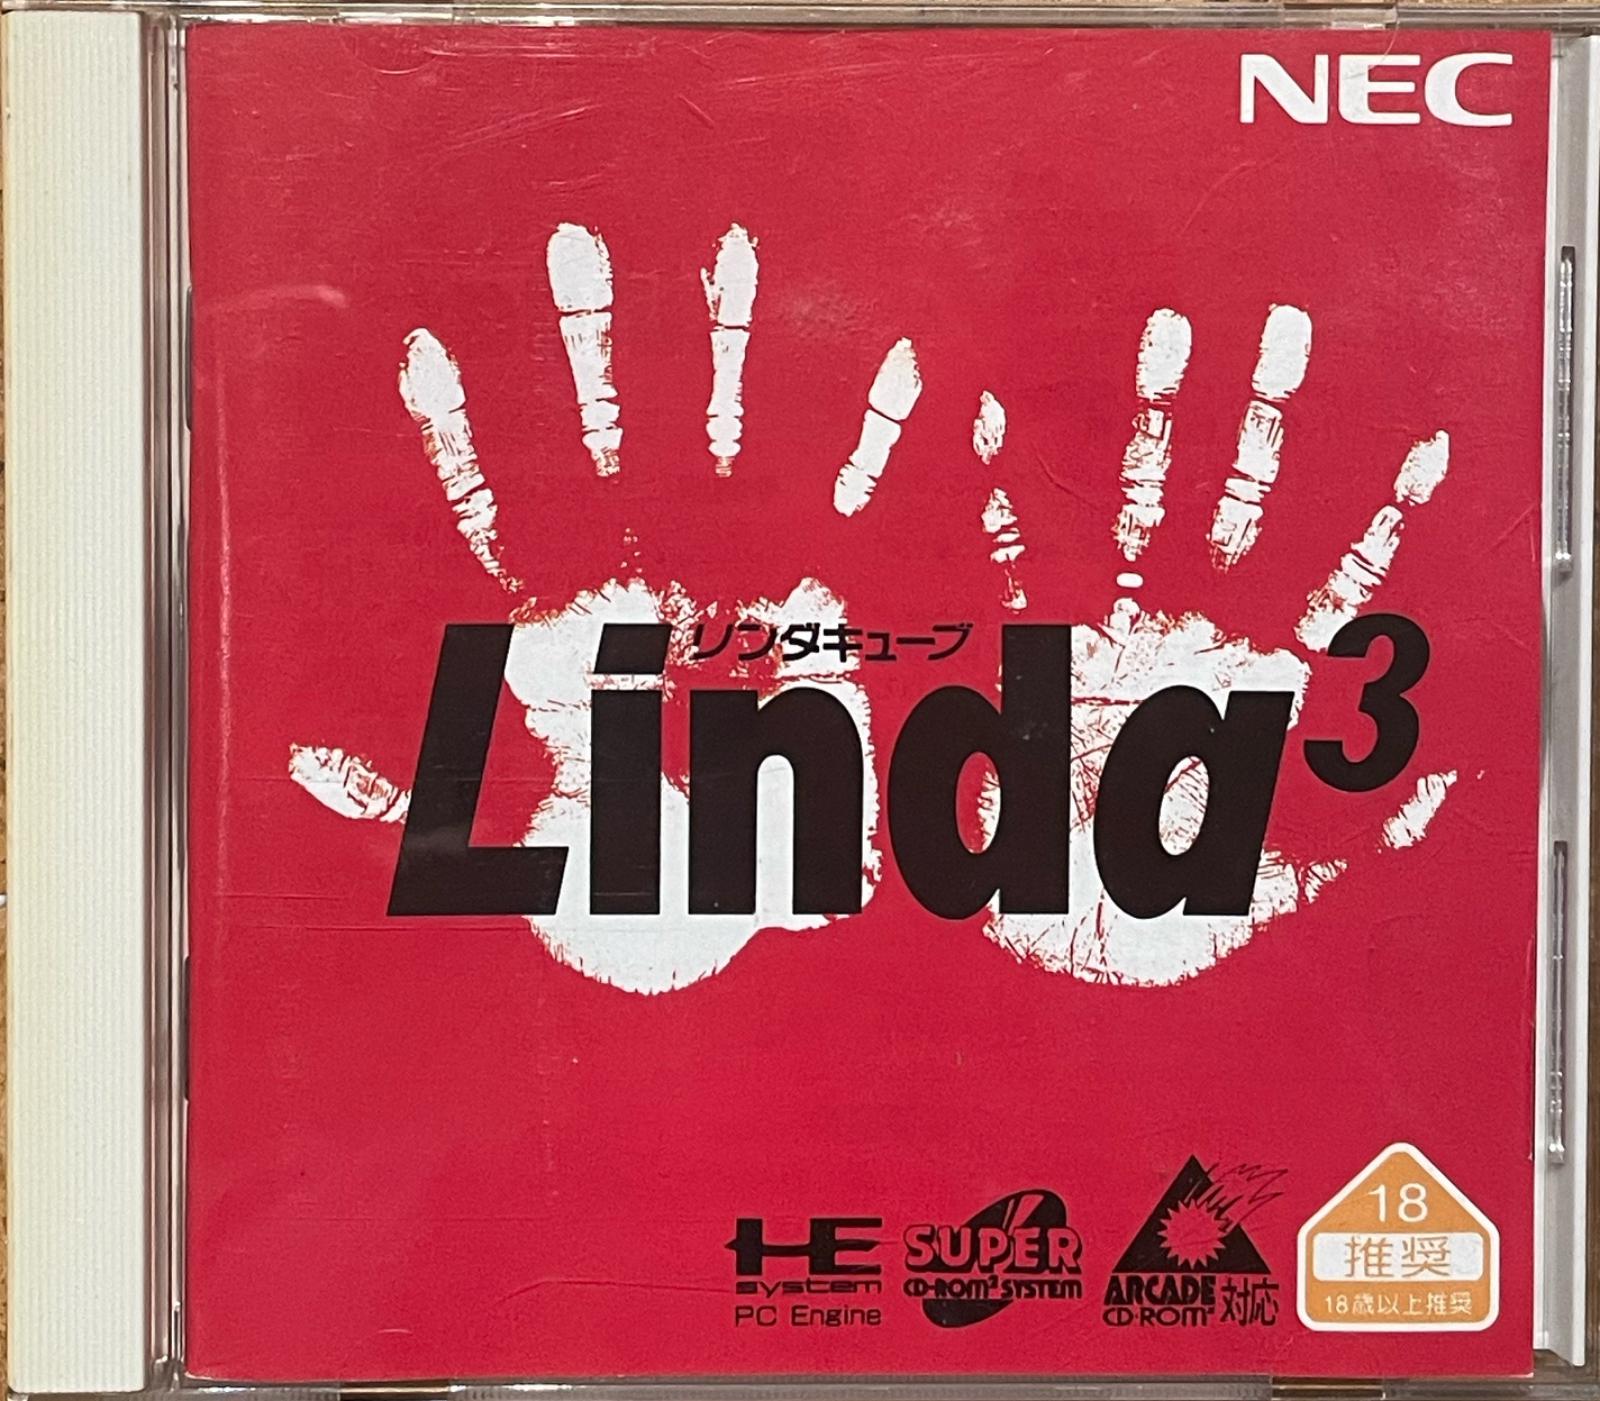 NEC
リンダキューブ
Linda³
HE
system
PC Engine
SUPER
CD-ROM² SYSTEM
ARCADE
CD-ROM² 対応
18
推奨
18歳以上推奨